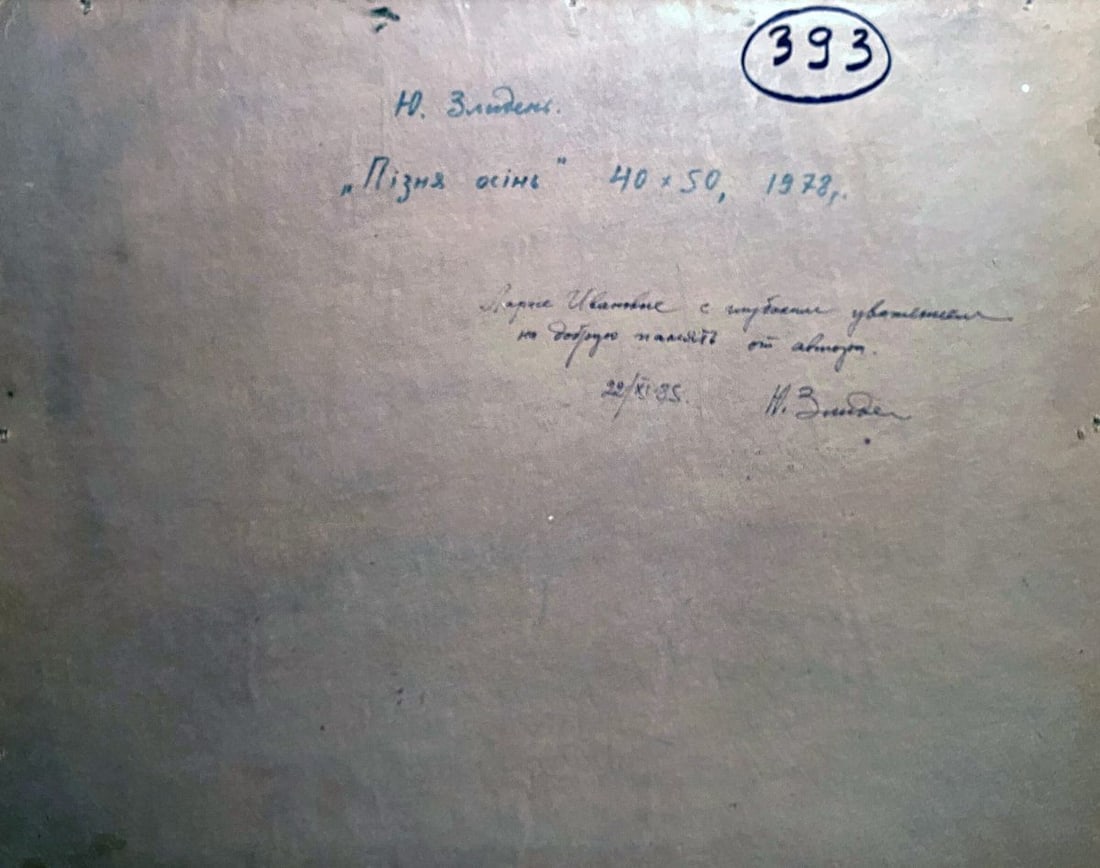 393
Ю. Злидень.
„Пізня осінь" 40 x 50, 1978 г.
Ларисе Ивановне с глубоким уважением
на добрую память от автора.
22/XI-85.
Ю. Злиден